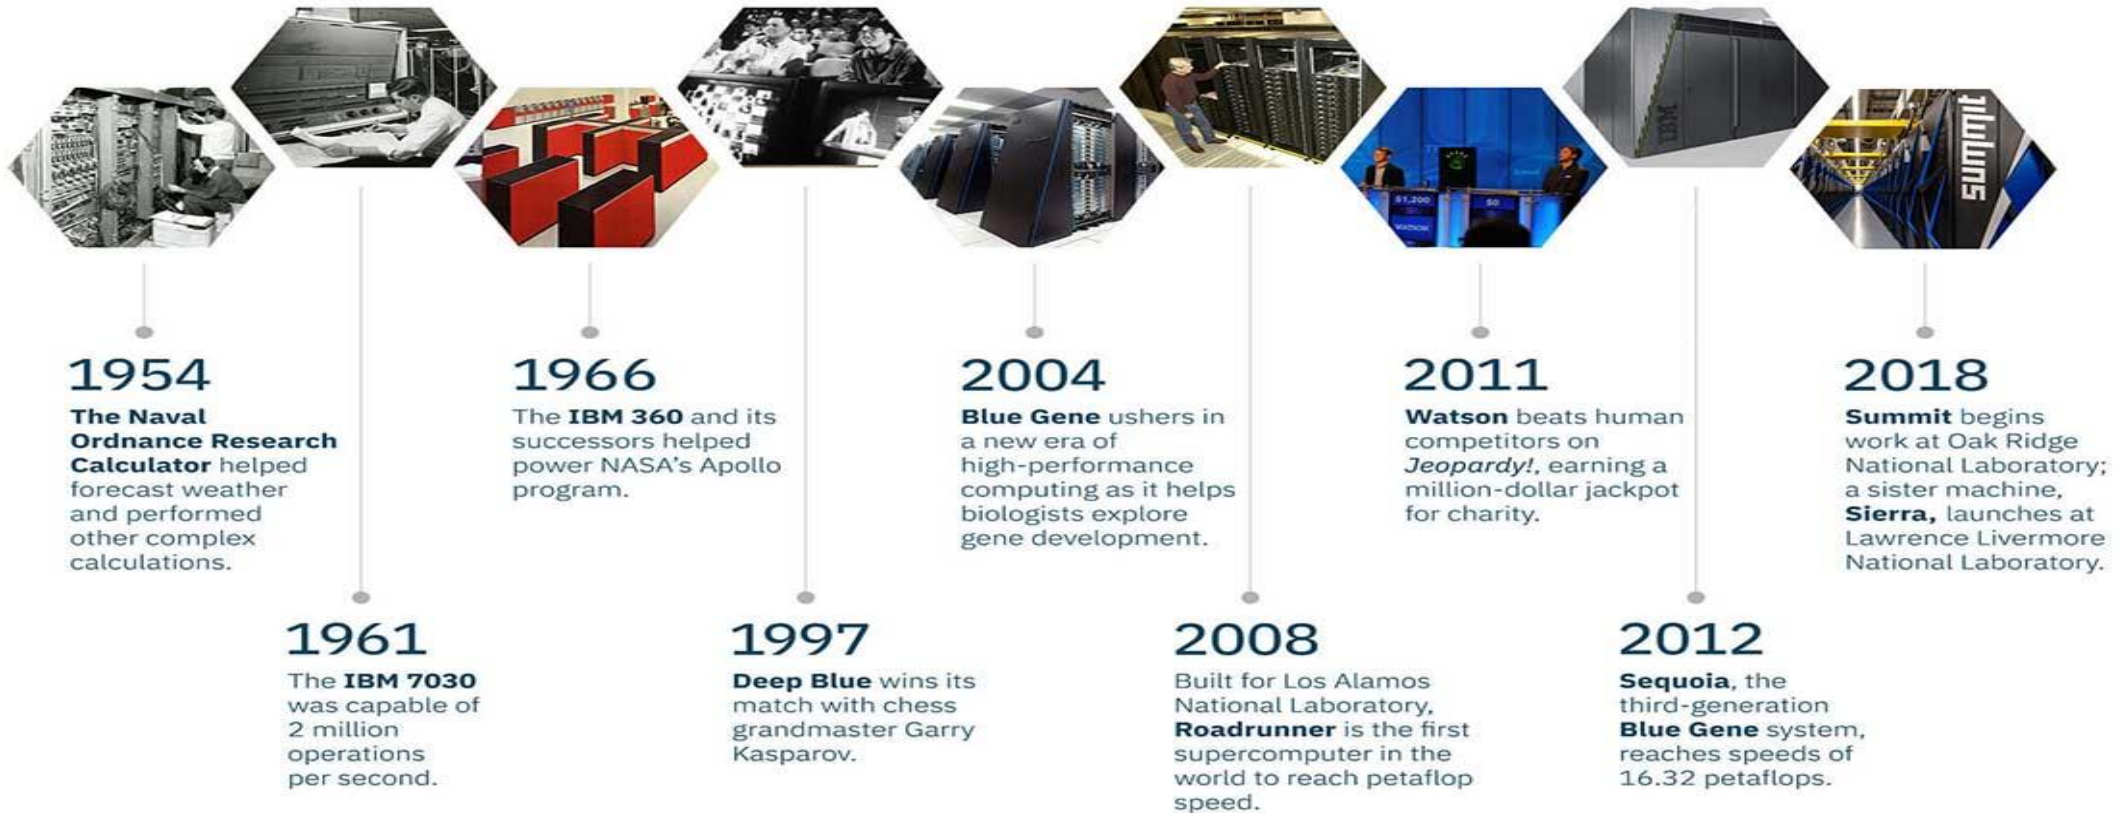 IBM
summit
$1,200
$0
WATSON
1954
The Naval
Ordnance Research
Calculator helped
forecast weather
and performed
other complex
calculations.
1961
The IBM 7030
was capable of
2 million
operations
per second.
1966
The IBM 360 and its
successors helped
power NASA's Apollo
program.
1997
Deep Blue wins its
match with chess
grandmaster Garry
Kasparov.
2004
Blue Gene ushers in
a new era of
high-performance
computing as it helps
biologists explore
gene development.
2008
Built for Los Alamos
National Laboratory,
Roadrunner is the first
supercomputer in the
world to reach petaflop
speed.
2011
Watson beats human
competitors on
Jeopardy!, earning a
million-dollar jackpot
for charity.
2012
Sequoia, the
third-generation
Blue Gene system,
reaches speeds of
16.32 petaflops.
2018
Summit begins
work at Oak Ridge
National Laboratory;
a sister machine,
Sierra, launches at
Lawrence Livermore
National Laboratory.